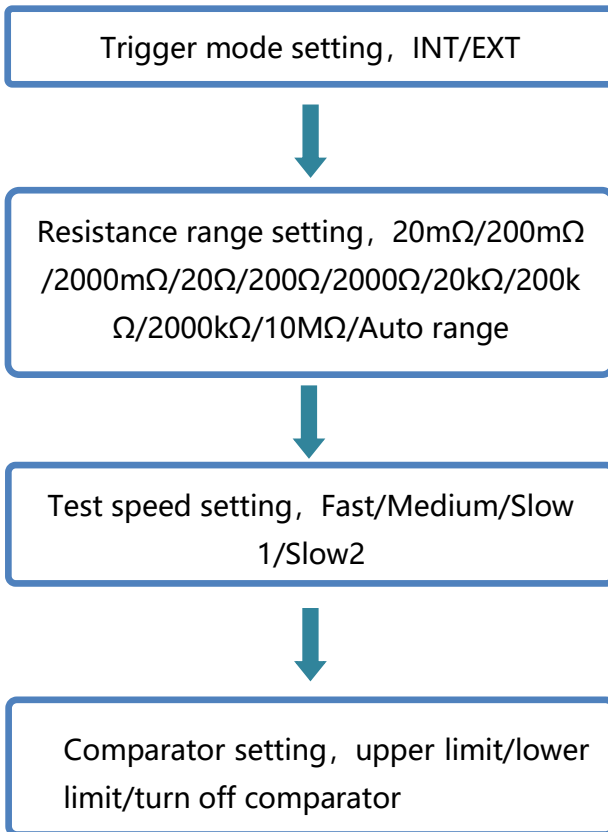 Trigger mode setting，INT/EXT
Resistance range setting，20mΩ/200mΩ
/2000mΩ/20Ω/200Ω/2000Ω/20kΩ/200k
Ω/2000kΩ/10MΩ/Auto range
Test speed setting，Fast/Medium/Slow
1/Slow2
Comparator setting，upper limit/lower
limit/turn off comparator